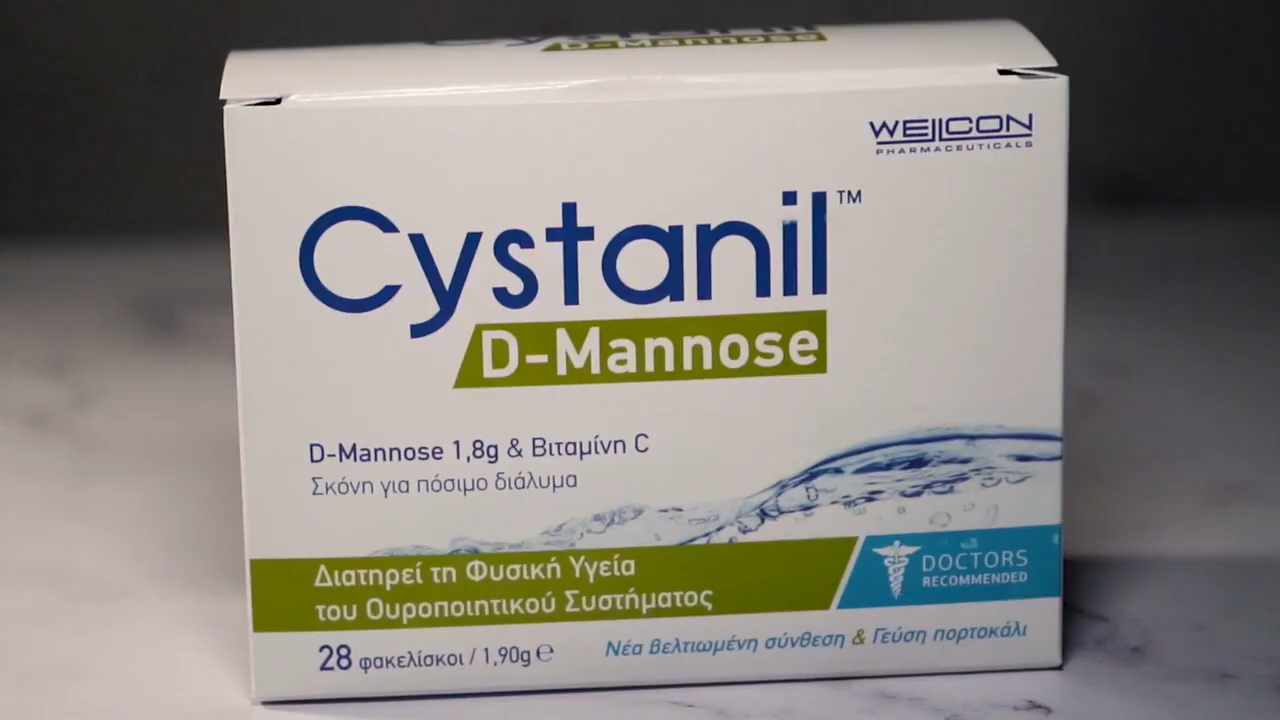 D-Mannose
WELLCON
PHARMACEUTICALS
Cystanil™
D-Mannose
D-Mannose 1,8g & Βιταμίνη C
Σκόνη για πόσιμο διάλυμα
Διατηρεί τη Φυσική Υγεία
του Ουροποιητικού Συστήματος
DOCTORS
RECOMMENDED
28 φακελίσκοι / 1,90g ℮
Νέα βελτιωμένη σύνθεση & Γεύση πορτοκάλι